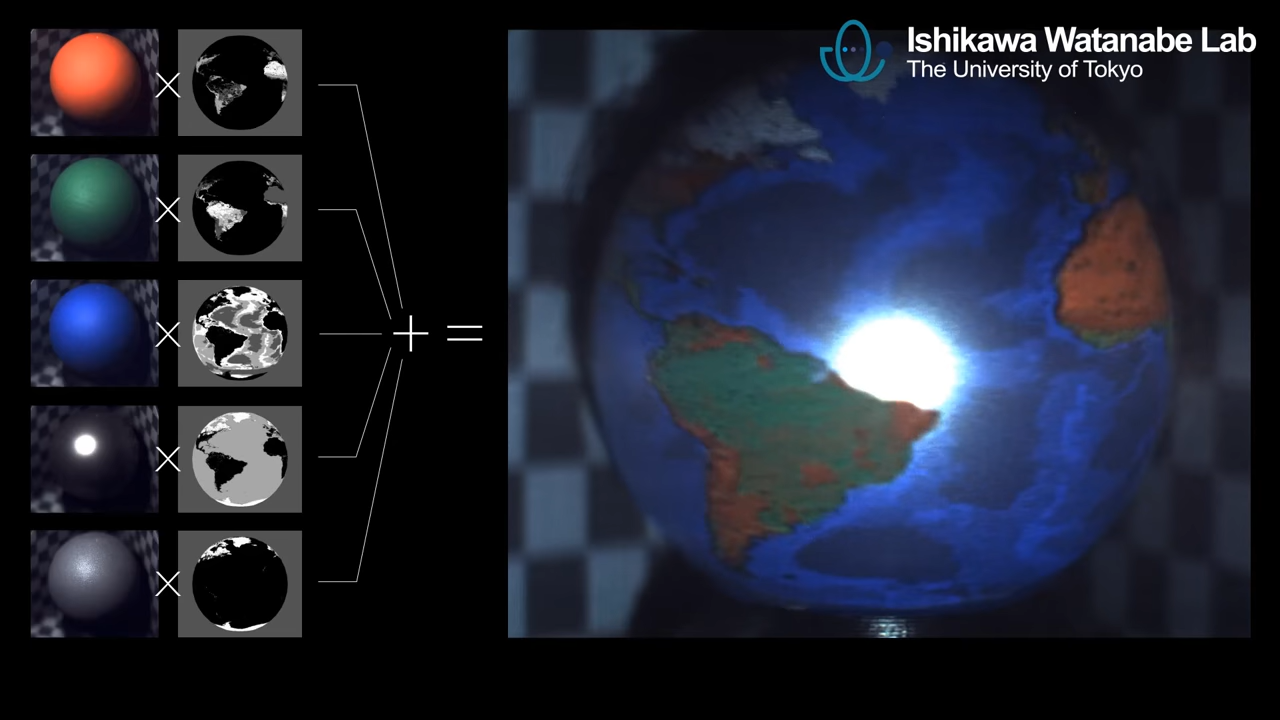 Ishikawa Watanabe Lab
The University of Tokyo
× 
×
× + =
×
×